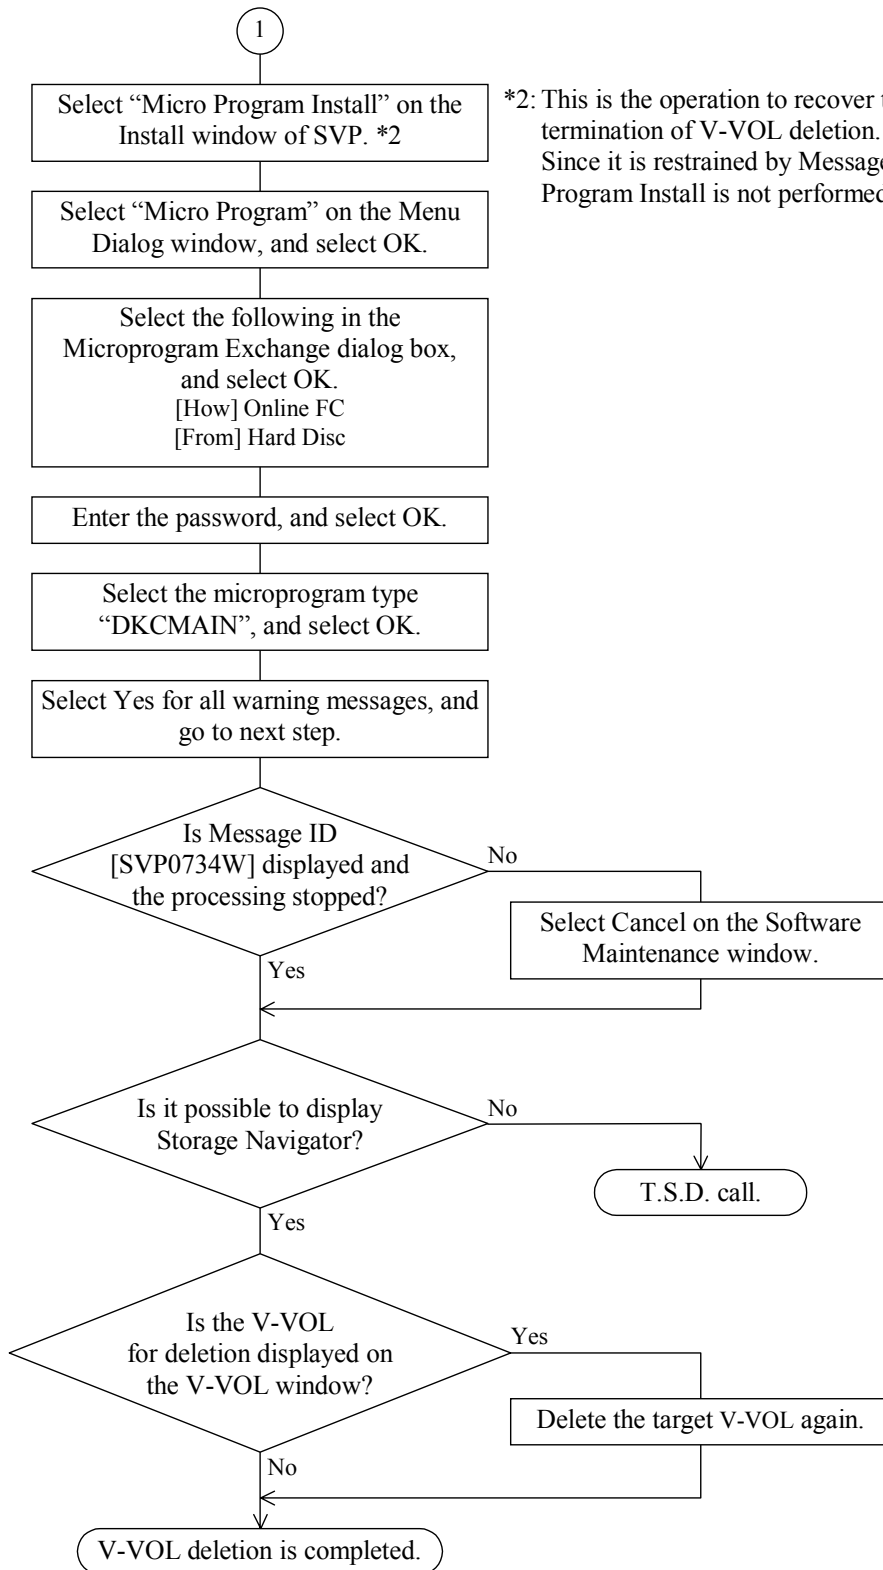 1
Select “Micro Program Install” on the
Install window of SVP. *2
*2: This is the operation to recover
termination of V-VOL deletion.
Since it is restrained by Message
Program Install is not performed
Select “Micro Program” on the Menu
Dialog window, and select OK.
Select the following in the
Microprogram Exchange dialog box,
and select OK.
[How] Online FC
[From] Hard Disc
Enter the password, and select OK.
Select the microprogram type
“DKCMAIN”, and select OK.
Select Yes for all warning messages, and
go to next step.
Is Message ID
[SVP0734W] displayed and
the processing stopped?
No
Select Cancel on the Software
Maintenance window.
Yes
Is it possible to display
Storage Navigator?
No
T.S.D. call.
Yes
Is the V-VOL
for deletion displayed on
the V-VOL window?
Yes
Delete the target V-VOL again.
No
V-VOL deletion is completed.